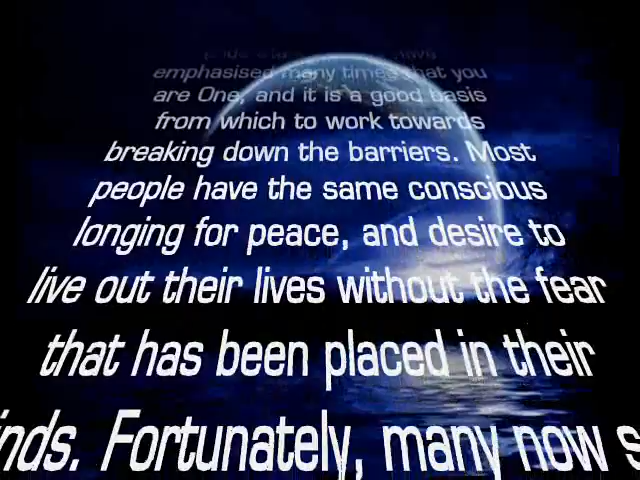 emphasised many times that you
are One, and it is a good basis
from which to work towards
breaking down the barriers. Most
people have the same conscious
longing for peace, and desire to
live out their lives without the fear
that has been placed in their
inds. Fortunately, many now s